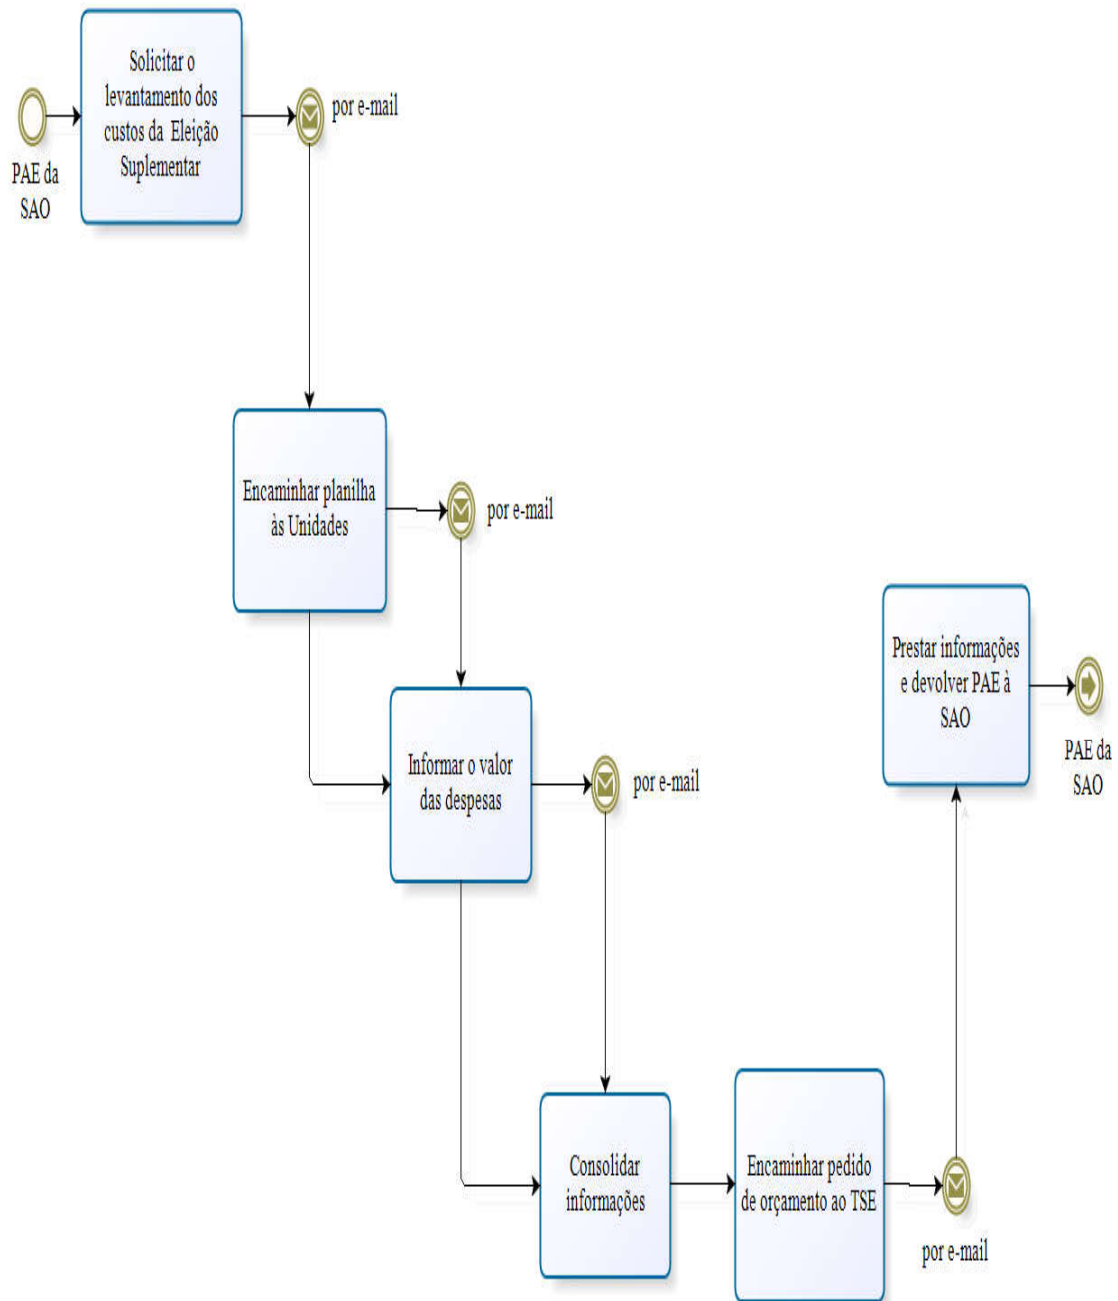 Solicitar o
levantamento dos
custos da Eleição
Suplementar
por e-mail
PAE da
SAO
Encaminhar planilha
às Unidades
por e-mail
Prestar informações
e devolver PAE à
SAO
PAE da
SAO
Informar o valor
das despesas
por e-mail
Consolidar
informações
Encaminhar pedido
de orçamento ao TSE
por e-mail